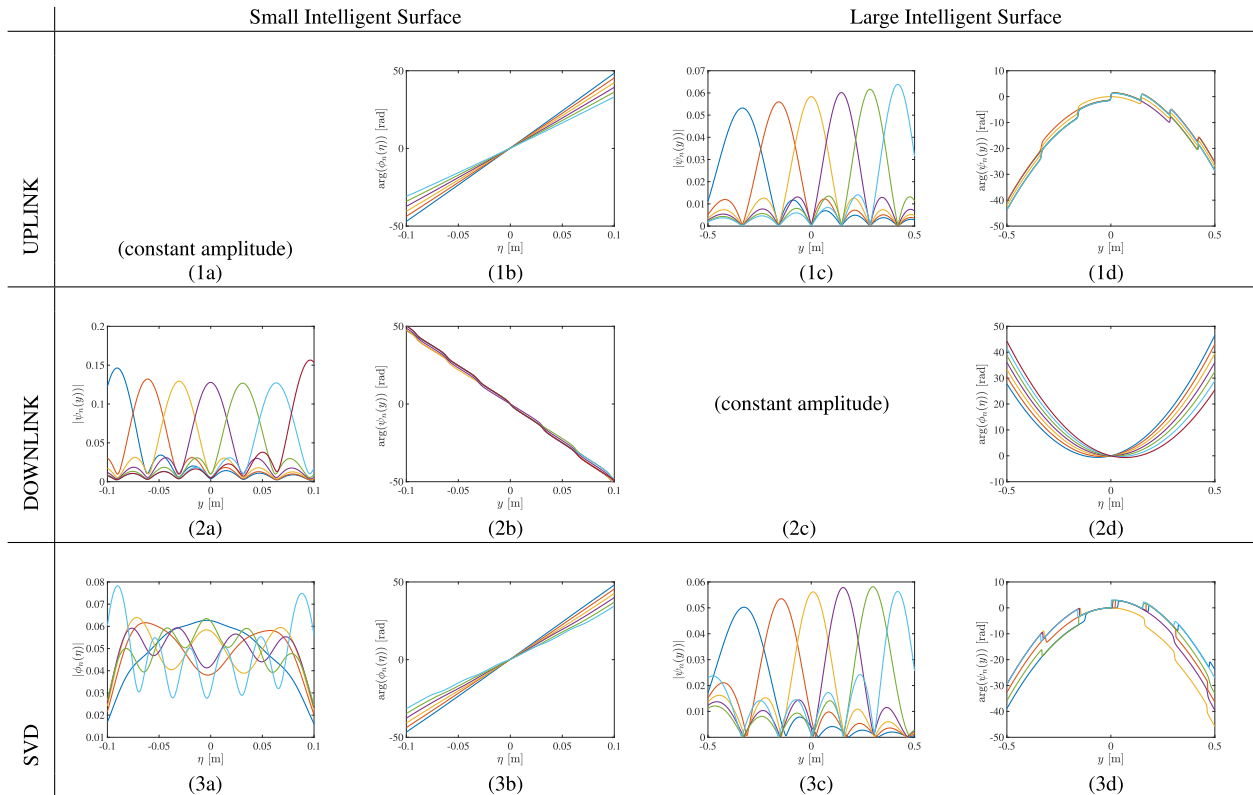 Small Intelligent Surface
Large Intelligent Surface
UPLINK
(constant amplitude)
(1a)
50
0
-50
-0.1 -0.05 0 0.05 0.1
arg(ϕn(η)) [rad]
η [m]
(1b)
0.07
0.06
0.05
0.04
0.03
0.02
0.01
0
-0.5 0 0.5
|ψn(y))|
y [m]
(1c)
10
0
-10
-20
-30
-40
-50
-0.5 0 0.5
arg(ψn(y)) [rad]
y [m]
(1d)
DOWNLINK
0.2
0.15
0.1
0.05
0
-0.1 -0.05 0 0.05 0.1
|ψn(y))|
y [m]
(2a)
50
0
-50
-0.1 -0.05 0 0.05 0.1
arg(ψn(y)) [rad]
y [m]
(2b)
(constant amplitude)
(2c)
50
40
30
20
10
0
-10
-0.5 0 0.5
arg(ϕn(η)) [rad]
η [m]
(2d)
SVD
0.08
0.07
0.06
0.05
0.04
0.03
0.02
0.01
-0.1 -0.05 0 0.05 0.1
|ϕn(η)|
η [m]
(3a)
50
0
-50
-0.1 -0.05 0 0.05 0.1
arg(ϕn(η)) [rad]
η [m]
(3b)
0.06
0.05
0.04
0.03
0.02
0.01
0
-0.5 0 0.5
|ψn(y))|
y [m]
(3c)
10
0
-10
-20
-30
-40
-50
-0.5 0 0.5
arg(ψn(y)) [rad]
y [m]
(3d)